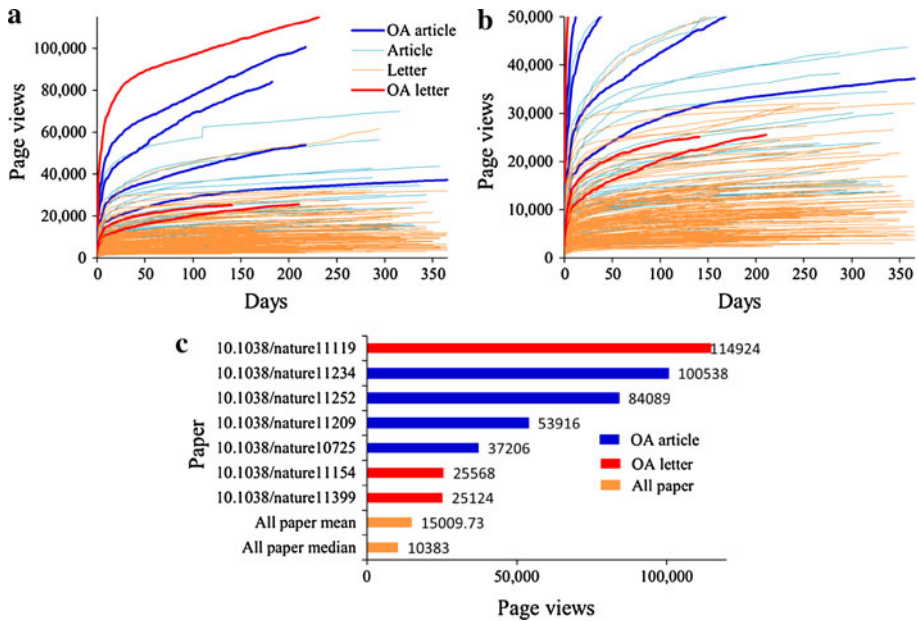 a
100,000
80,000
60,000
40,000
20,000
0
Page views
0 50 100 150 200 250 300 350
Days
OA article
Article
Letter
OA letter
b
50,000
40,000
30,000
20,000
10,000
0
Page views
0 50 100 150 200 250 300 350
Days
c
Paper
10.1038/nature11119 114924
10.1038/nature11234 100538
10.1038/nature11252 84089
10.1038/nature11209 53916
10.1038/nature10725 37206
10.1038/nature11154 25568
10.1038/nature11399 25124
All paper mean 15009.73
All paper median 10383
OA article
OA letter
All paper
0 50,000 100,000
Page views